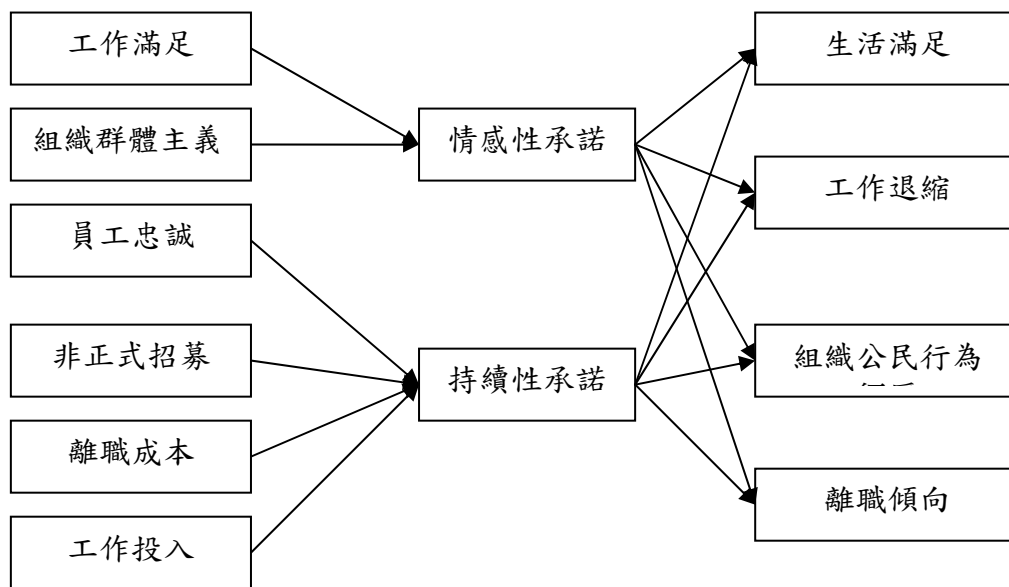 工作滿足
組織群體主義
員工忠誠
非正式招募
離職成本
工作投入
情感性承諾
持續性承諾
生活滿足
工作退縮
組織公民行為
離職傾向